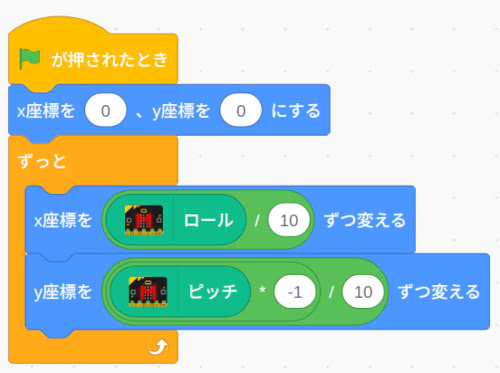 が押されたとき
x座標を 0 、y座標を 0 にする
ずっと
x座標を ロール / 10 ずつ変える
y座標を ピッチ * -1 / 10 ずつ変える